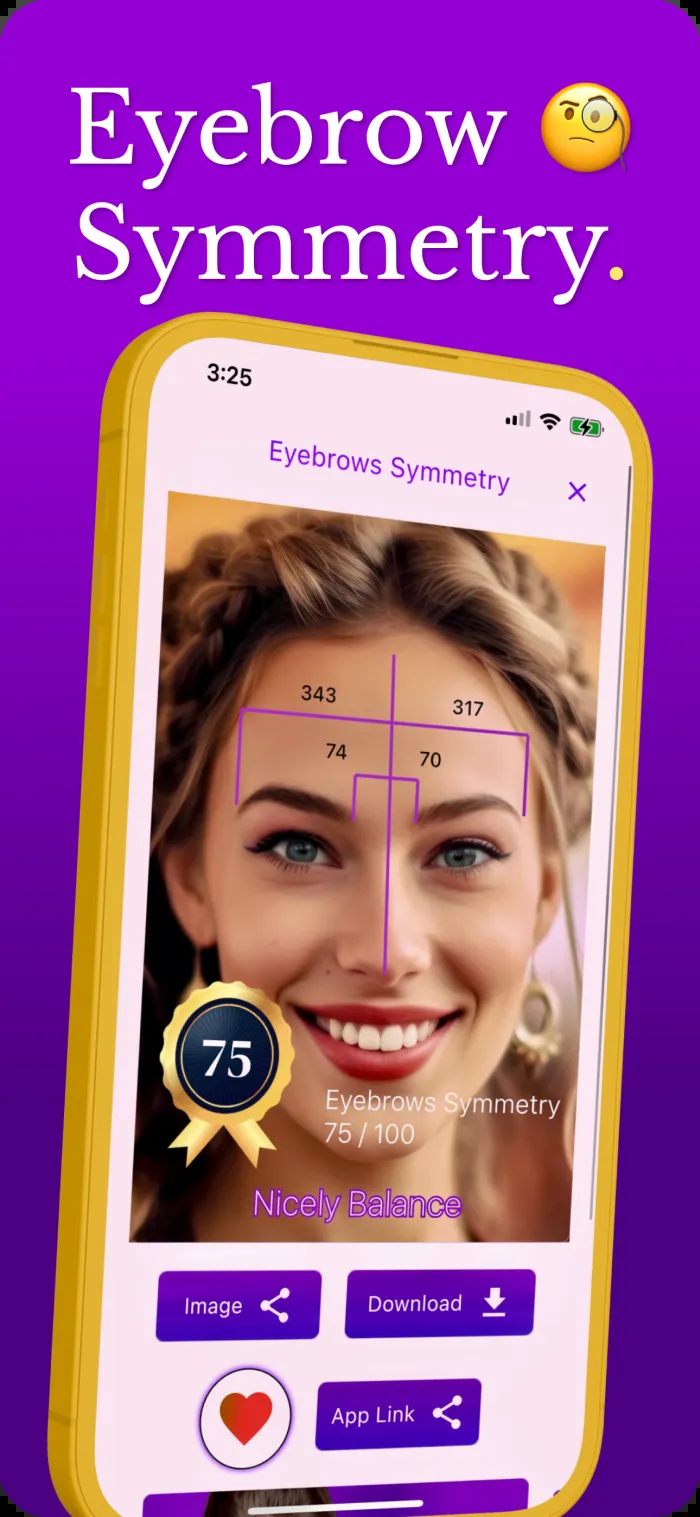 Eyebrow
Symmetry.
3:25
Eyebrows Symmetry
343
317
74
70
75
Eyebrows Symmetry
75 / 100
Nicely Balance
Image
Download
App Link